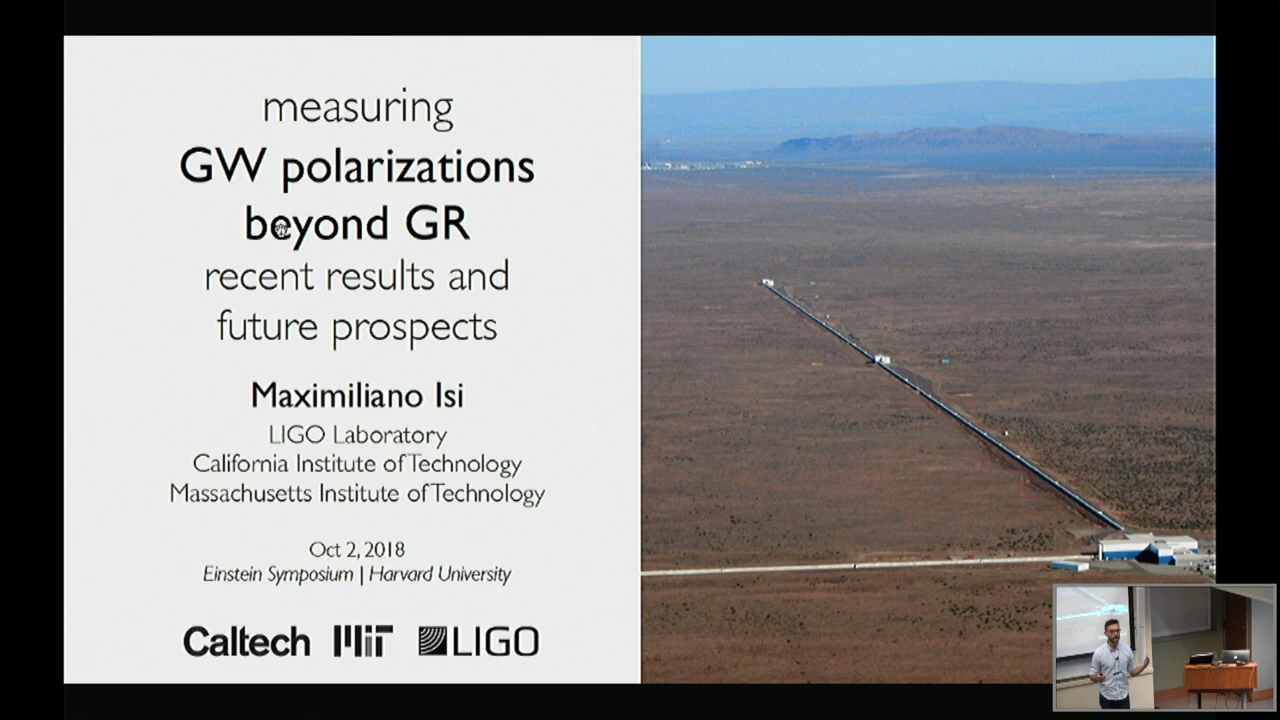 measuring
GW polarizations
beyond GR
recent results and
future prospects
Maximiliano Isi
LIGO Laboratory
California Institute of Technology
Massachusetts Institute of Technology
Oct 2, 2018
Einstein Symposium | Harvard University
Caltech MIT LIGO